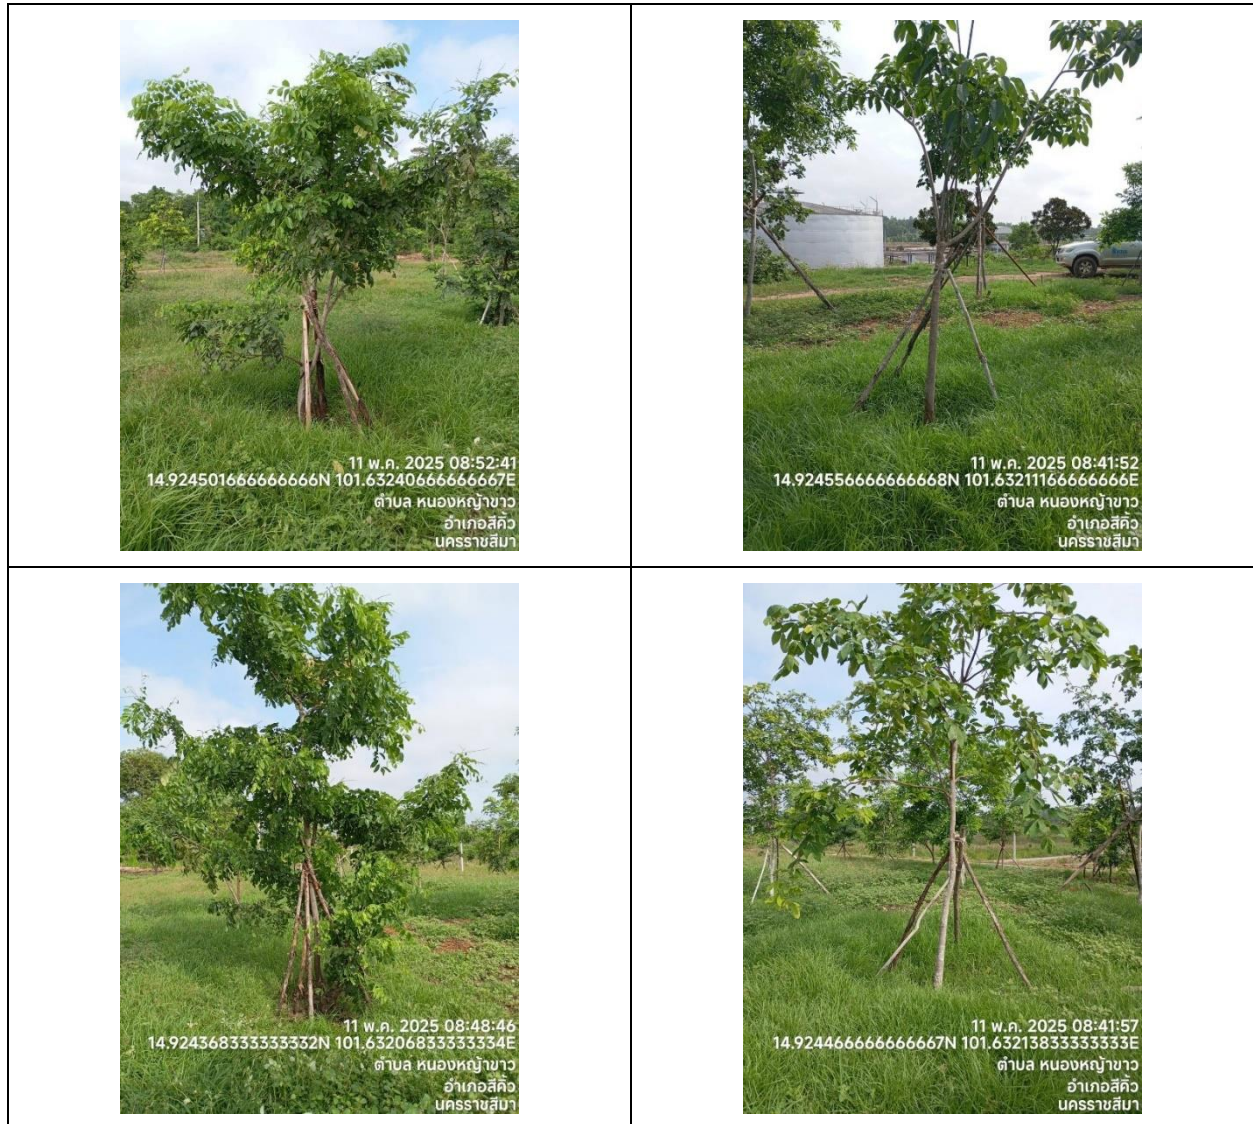 11 พ.ค. 2025 08:52:41
14.924501666666666N 101.63240666666667E
ตำบล หนองหญ้าขาว
อำเภอสีคิ้ว
นครราชสีมา
11 พ.ค. 2025 08:41:52
14.924556666666668N 101.63211166666666E
ตำบล หนองหญ้าขาว
อำเภอสีคิ้ว
นครราชสีมา
11 พ.ค. 2025 08:48:46
14.924368333333332N 101.63206833333334E
ตำบล หนองหญ้าขาว
อำเภอสีคิ้ว
นครราชสีมา
11 พ.ค. 2025 08:41:57
14.9244666666666667N 101.63213833333333E
ตำบล หนองหญ้าขาว
อำเภอสีคิ้ว
นครราชสีมา